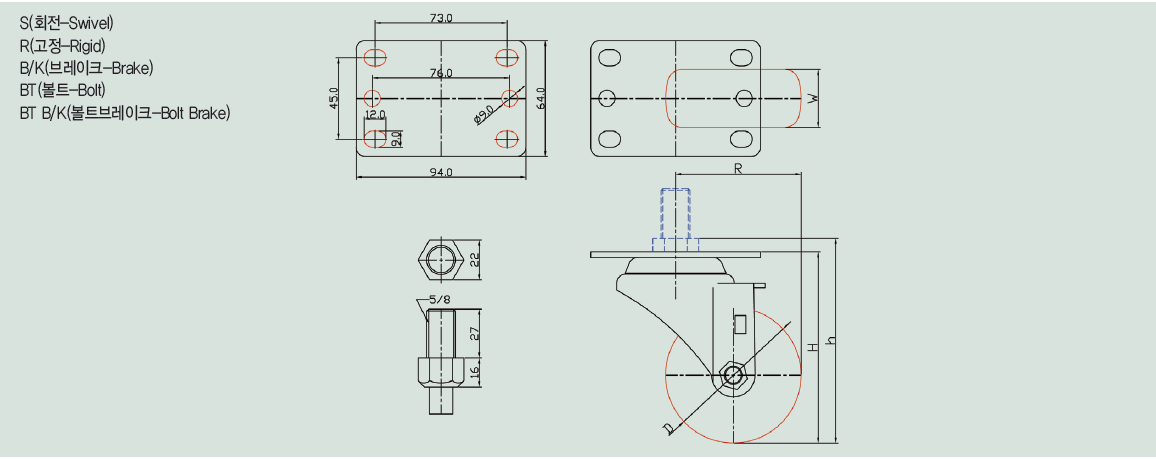 S(회전-Swivel)
R(고정-Rigid)
B/K(브레이크-Brake)
BT(볼트-Bolt)
BT B/K(볼트브레이크-Bolt Brake)
73.0
76.0
45.0
12.0
9.0
ø9.0
64.0
94.0
W
R
22
5/8
27
16
H
h
D